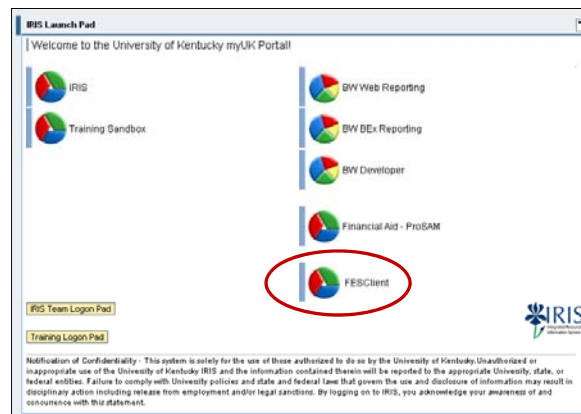 IRIS Launch Pad
Welcome to the University of Kentucky myUK Portal!
IRIS
BW Web Reporting
Training Sandbox
BW BEx Reporting
BW Developer
Financial Aid - ProSAM
FESClient
IRIS Team Logon Pad
IRIS
Integrated Resource
Information System
Training Logon Pad
Notification of Confidentiality - This system is solely for the use of those authorized to do so by the University of Kentucky.Unauthorized or
inappropriate use of the University of Kentucky IRIS and the information contained therein will be reported to the appropriate University, state, or
federal entities. Failure to comply with University policies and state and federal laws that govern the use and disclosure of information may result in
disciplinary action including release from employment and/or legal sanctions. By logging on to IRIS, you acknowledge your awareness of and
concurrence with this statement.